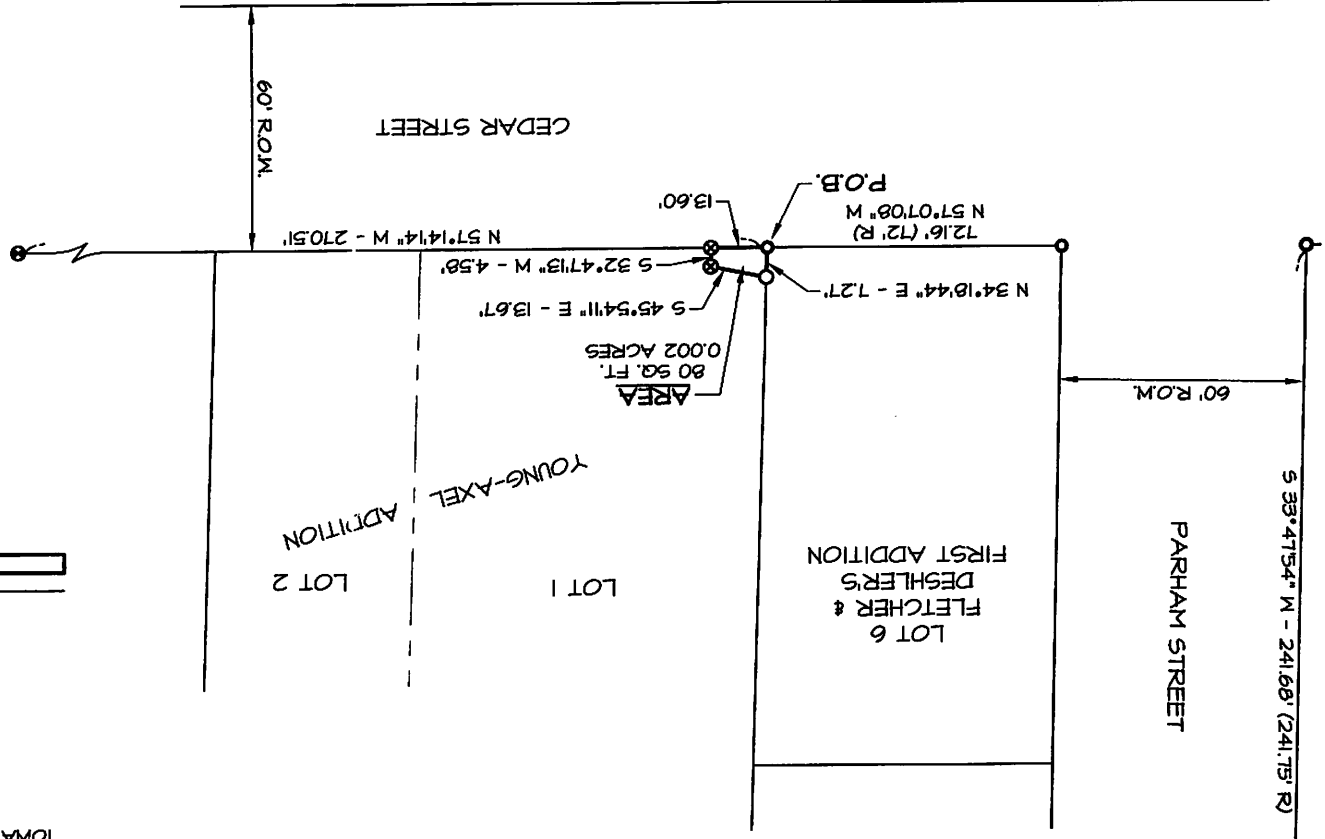 IOWA
S 33°47'54" W - 241.68' (241.75' R)
PARHAM STREET
LOT 6
FLETCHER &
DESHLER'S
FIRST ADDITION
LOT 1
LOT 2
YOUNG-AXEL ADDITION
60' R.O.W.
AREA
80 SQ. FT.
0.002 ACRES
S 45°54'11" E - 13.67'
N 34°18'44" E - 7.27'
S 32°47'13" W - 4.58'
72.16' (72' R)
N 57°07'08" W
N 57°14'14" W - 270.51'
13.60'
P.O.B.
CEDAR STREET
60' R.O.W.